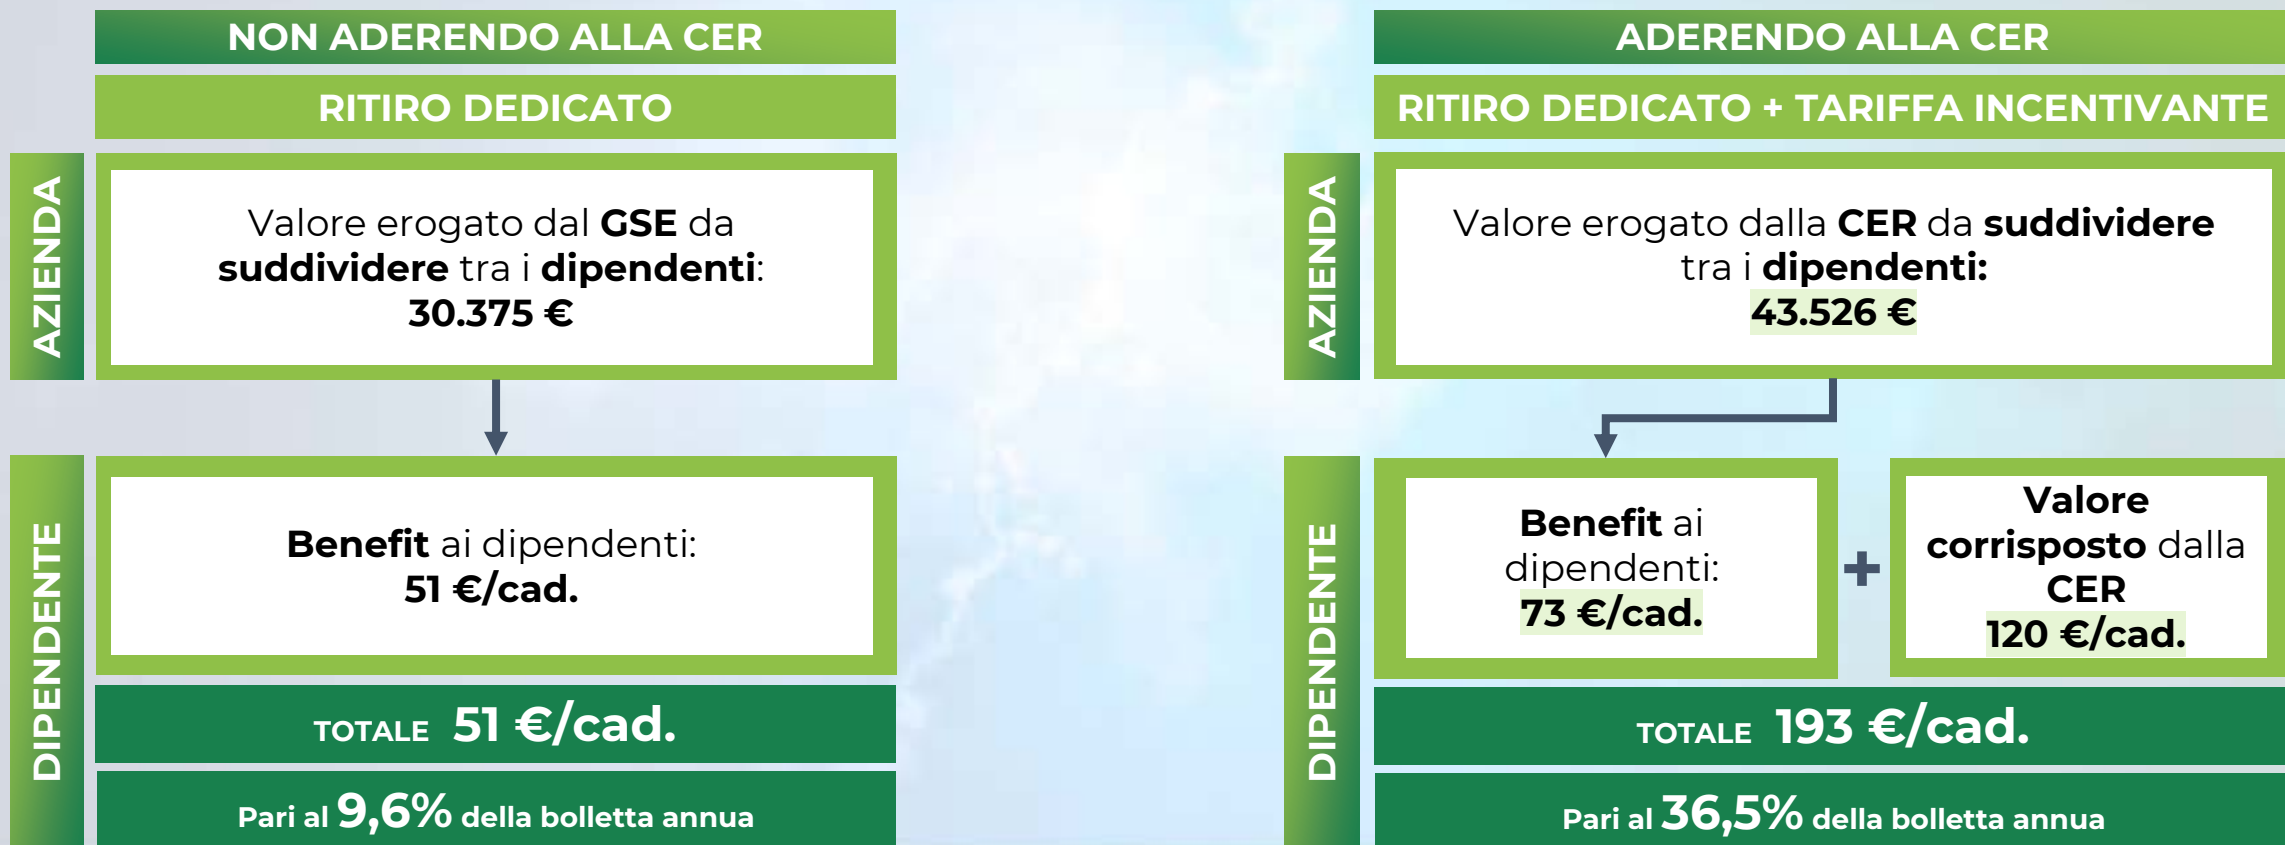 NON ADERENDO ALLA CER
RITIRO DEDICATO
AZIENDA
Valore erogato dal GSE da
suddividere tra i dipendenti:
30.375 €
DIPENDENTE
Benefit ai dipendenti:
51 €/cad.
TOTALE 51 €/cad.
Pari al 9,6% della bolletta annua
ADERENDO ALLA CER
RITIRO DEDICATO + TARIFFA INCENTIVANTE
AZIENDA
Valore erogato dalla CER da suddividere
tra i dipendenti:
43.526 €
DIPENDENTE
Benefit ai
dipendenti:
73 €/cad.
+
Valore
corrisposto dalla
CER
120 €/cad.
TOTALE 193 €/cad.
Pari al 36,5% della bolletta annua